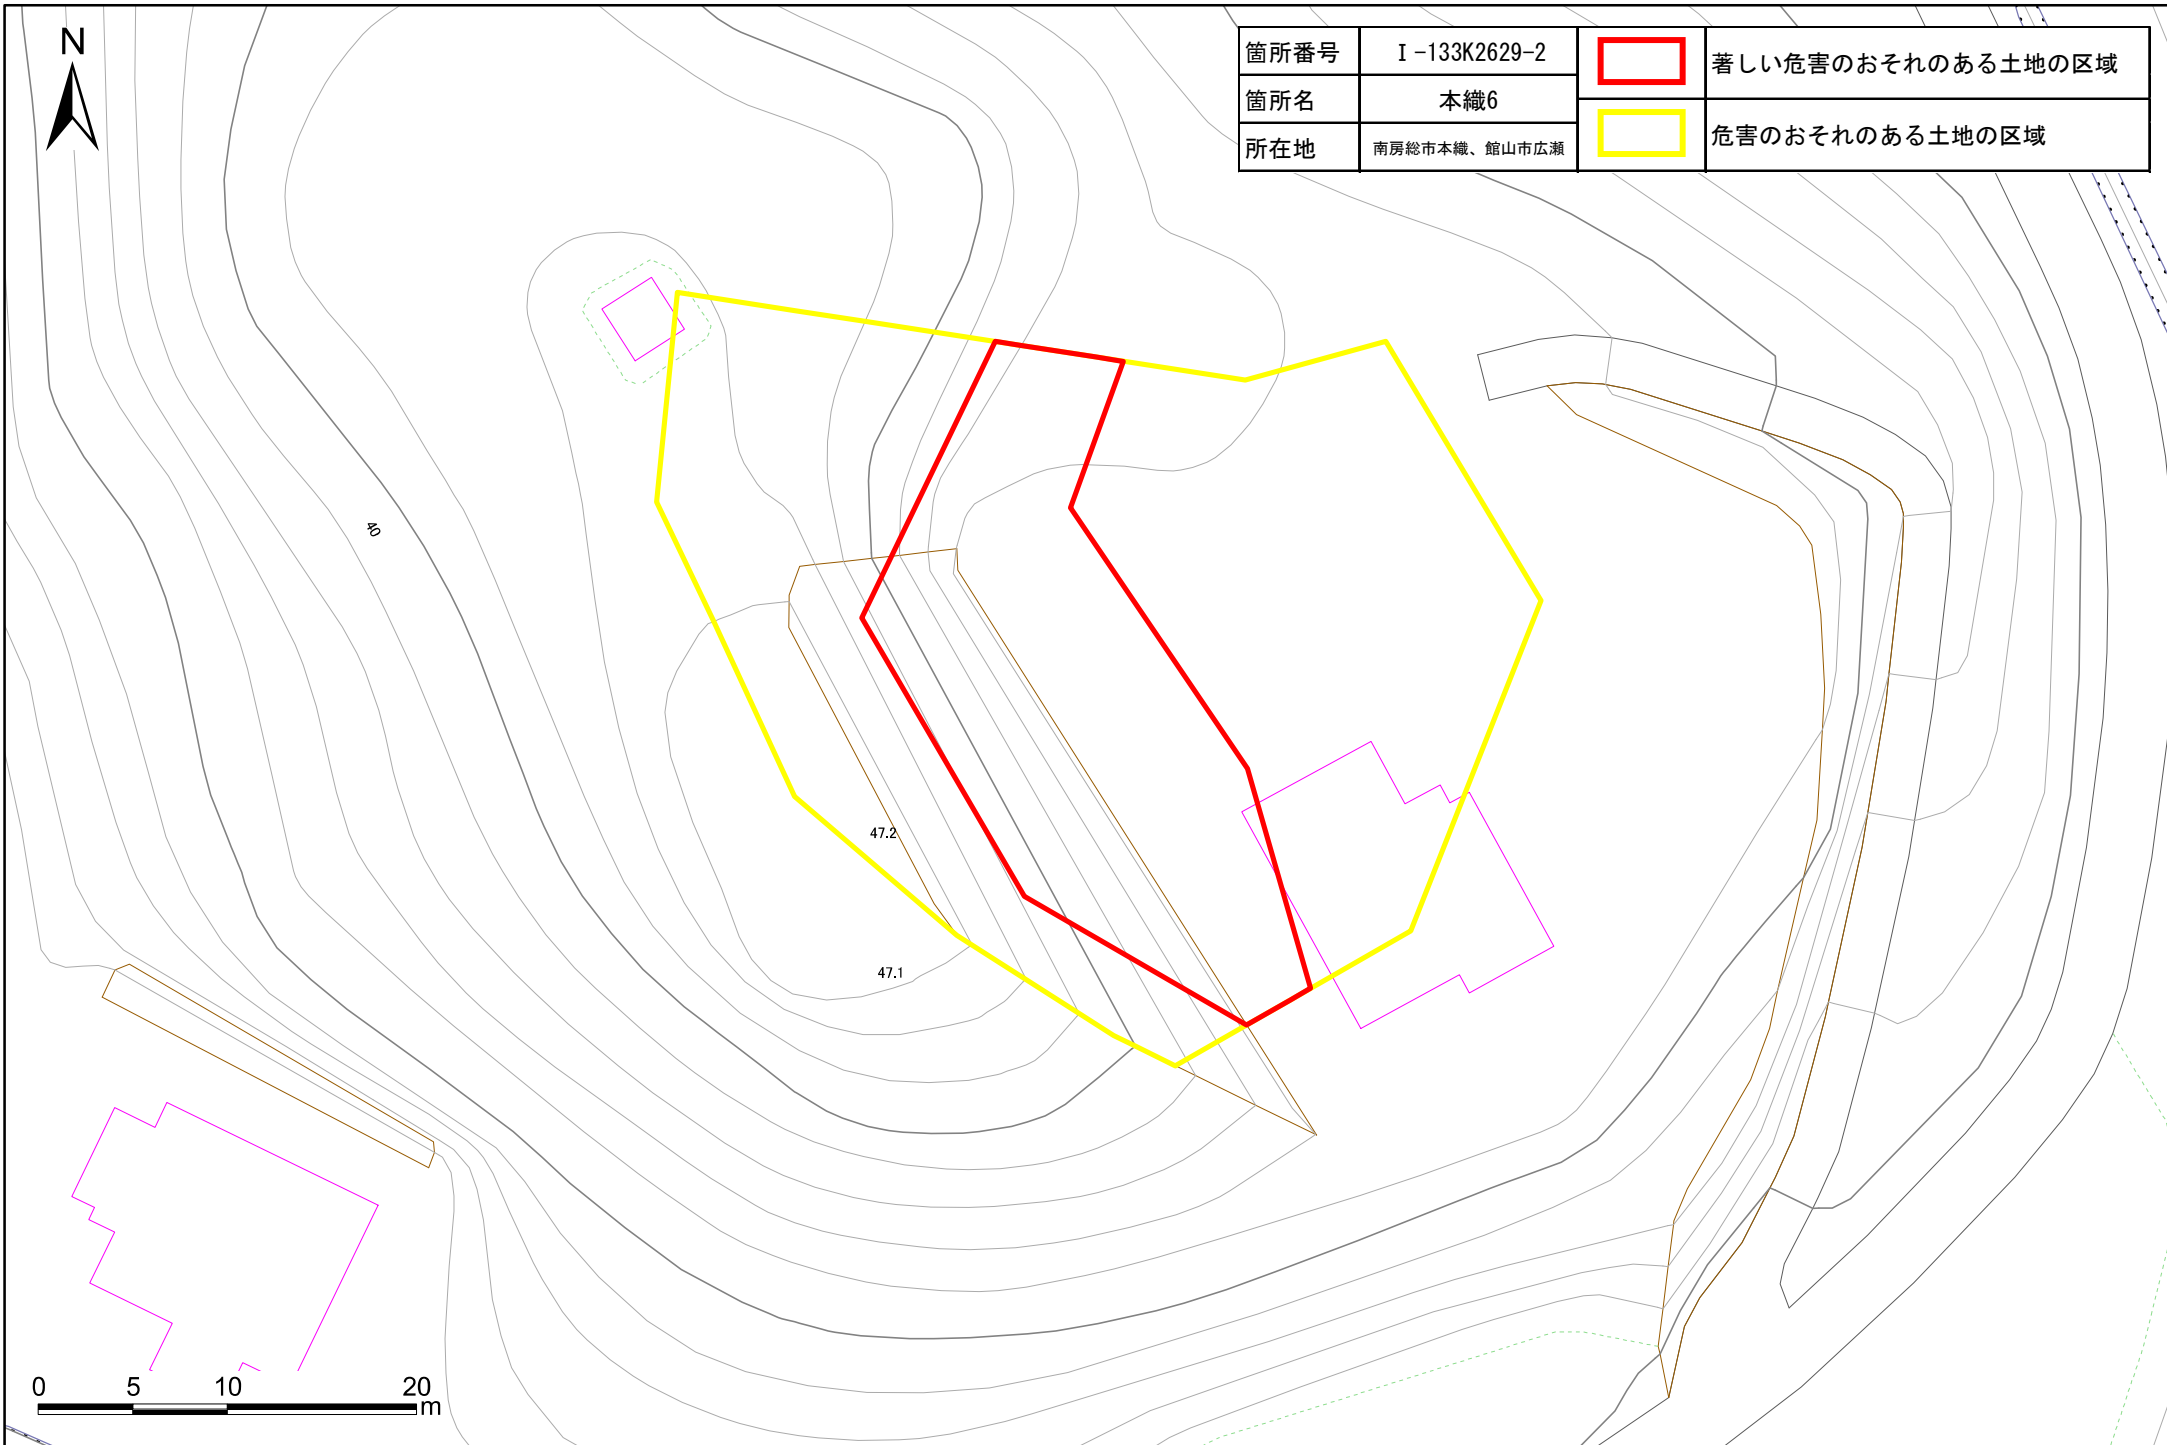 N
箇所番号 Ⅰ-133K2629-2
箇所名 本織6
所在地 南房総市本織、館山市広瀬
著しい危害のおそれのある土地の区域
危害のおそれのある土地の区域
40
47.2
47.1
0 5 10 20
m